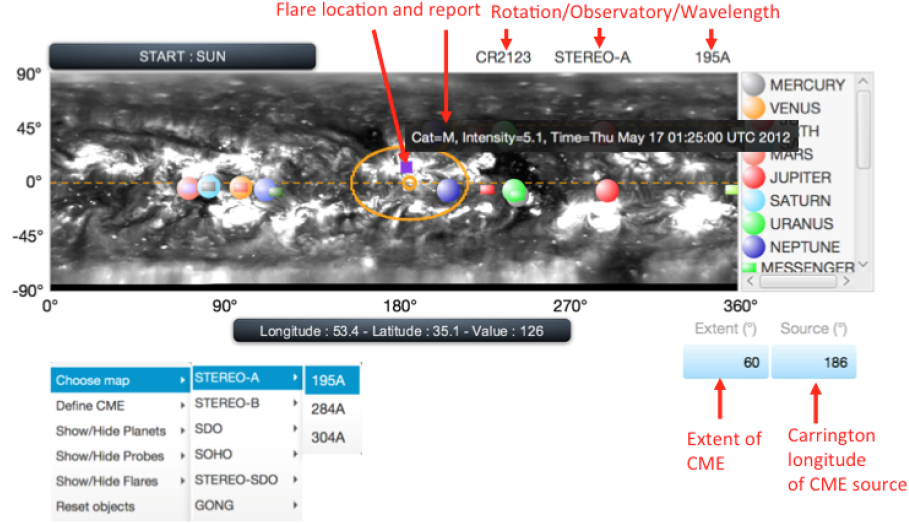 Flare location and report Rotation/Observatory/Wavelength
START : SUN CR2123 STEREO-A 195A
90°
45°
0°
-45°
-90°
Cat=M, Intensity=5.1, Time=Thu May 17 01:25:00 UTC 2012
MERCURY
VENUS
MARS
JUPITER
SATURN
URANUS
NEPTUNE
MESSENGER
0° 90° 180° 270° 360°
Longitude : 53.4 - Latitude : 35.1 - Value : 126
Extent (°) Source (°)
60 186
Extent of
CME
Carrington
longitude
of CME source
Choose map
Define CME
Show/Hide Planets
Show/Hide Probes
Show/Hide Flares
Reset objects
STEREO-A
STEREO-B
SDO
SOHO
STEREO-SDO
GONG
195A
284A
304A